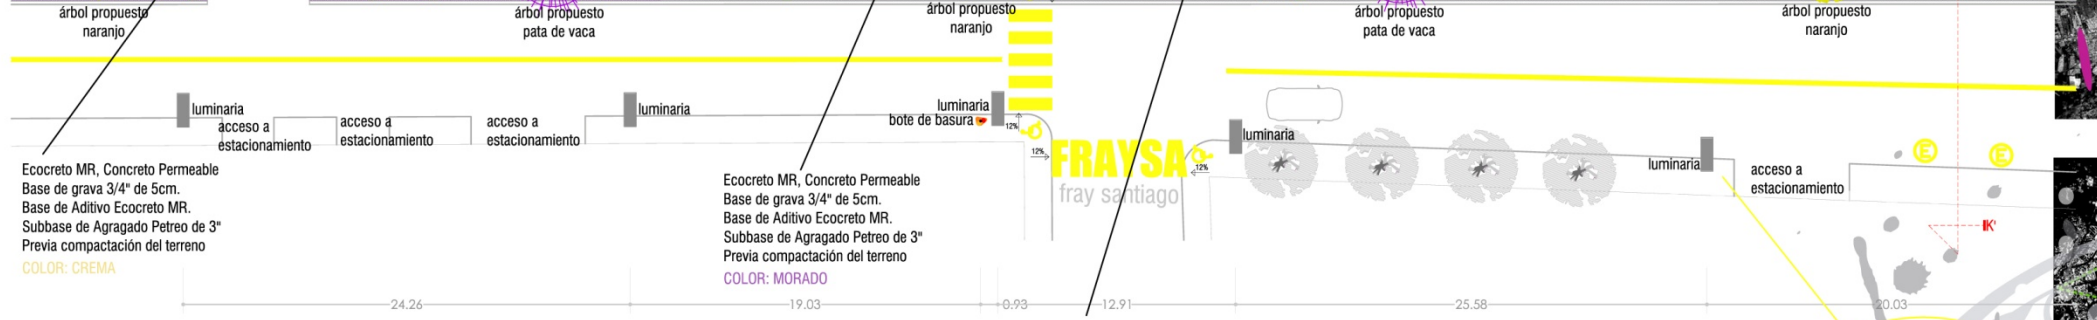 árbol propuesto
naranjo
árbol propuesto
pata de vaca
árbol propuesto
naranjo
árbol propuesto
pata de vaca
árbol propuesto
naranjo
luminaria
acceso a
estacionamiento
acceso a
estacionamiento
acceso a
estacionamiento
luminaria
luminaria
bote de basura
12%
12%
FRAYSA
fray santiago
12%
luminaria
luminaria
acceso a
estacionamiento
E
E
K'
Ecocreto MR, Concreto Permeable
Base de grava 3/4" de 5cm.
Base de Aditivo Ecocreto MR.
Subbase de Agragado Petreo de 3"
Previa compactación del terreno
COLOR: CREMA
Ecocreto MR, Concreto Permeable
Base de grava 3/4" de 5cm.
Base de Aditivo Ecocreto MR.
Subbase de Agragado Petreo de 3"
Previa compactación del terreno
COLOR: MORADO
24.26
19.03
0.93
12.91
25.58
20.03